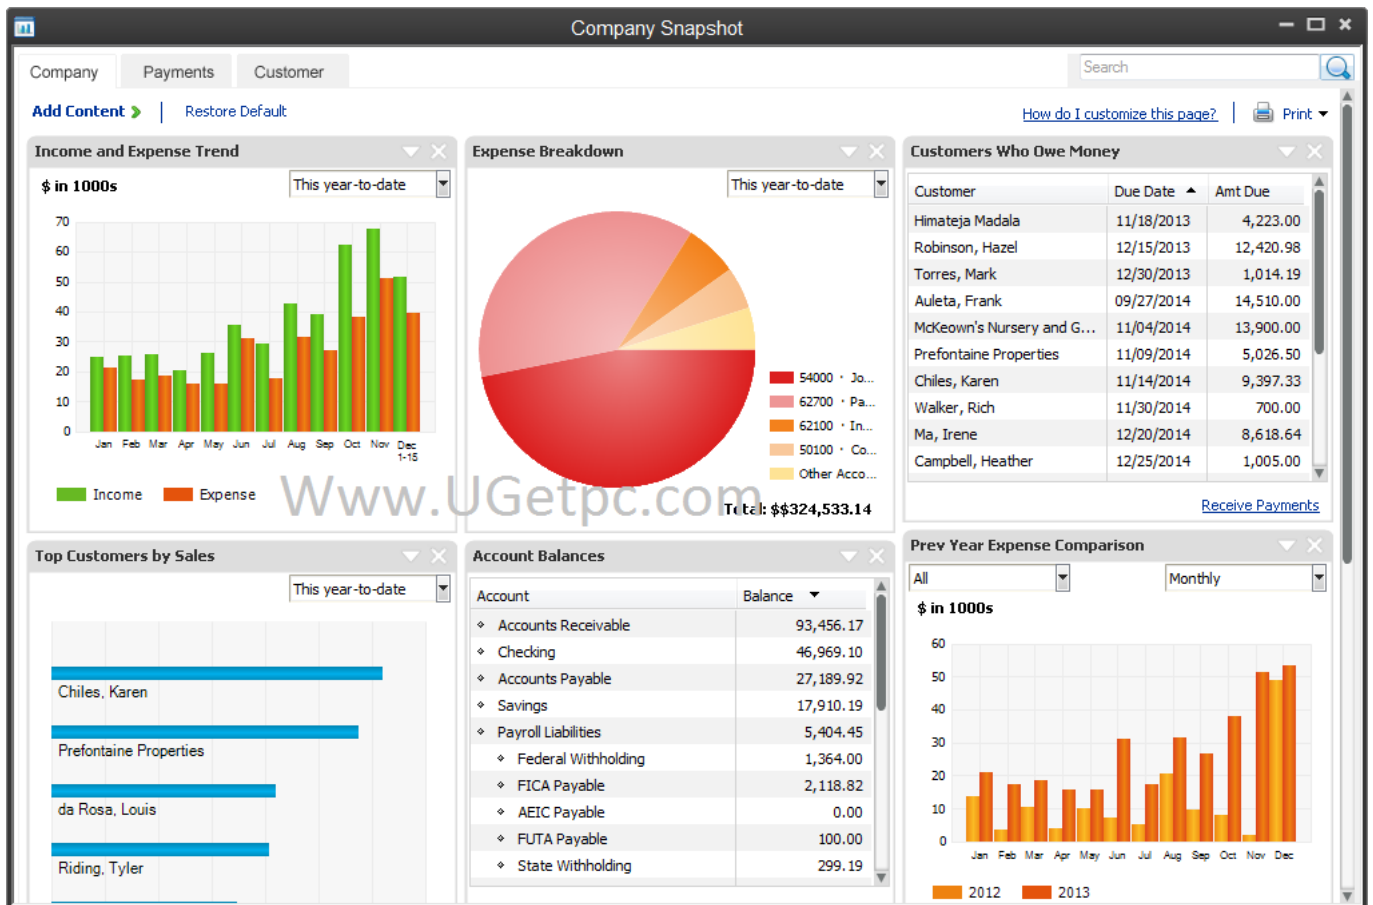 Company Snapshot
Company Payments Customer
Search
Add Content Restore Default
How do I customize this page? Print
Income and Expense Trend
$ in 1000s
This year-to-date
70
60
50
40
30
20
10
0
Jan Feb Mar Apr May Jun Jul Aug Sep Oct Nov Dec
1-15
Income Expense
Expense Breakdown
This year-to-date
54000 · Jo...
62700 · Pa...
62100 · In...
50100 · Co...
Other Acco...
Total: $$324,533.14
Www.UGetpc.com
Customers Who Owe Money
Customer Due Date Amt Due
Himateja Madala 11/18/2013 4,223.00
Robinson, Hazel 12/15/2013 12,420.98
Torres, Mark 12/30/2013 1,014.19
Auleta, Frank 09/27/2014 14,510.00
McKeown's Nursery and G... 11/04/2014 13,900.00
Prefontaine Properties 11/09/2014 5,026.50
Chiles, Karen 11/14/2014 9,397.33
Walker, Rich 11/30/2014 700.00
Ma, Irene 12/20/2014 8,618.64
Campbell, Heather 12/25/2014 1,005.00
Receive Payments
Top Customers by Sales
This year-to-date
Chiles, Karen
Prefontaine Properties
da Rosa, Louis
Riding, Tyler
Account Balances
Account Balance
Accounts Receivable 93,456.17
Checking 46,969.10
Accounts Payable 27,189.92
Savings 17,910.19
Payroll Liabilities 5,404.45
Federal Withholding 1,364.00
FICA Payable 2,118.82
AEIC Payable 0.00
FUTA Payable 100.00
State Withholding 299.19
Prev Year Expense Comparison
All Monthly
$ in 1000s
60
50
40
30
20
10
0
Jan Feb Mar Apr May Jun Jul Aug Sep Oct Nov Dec
2012 2013